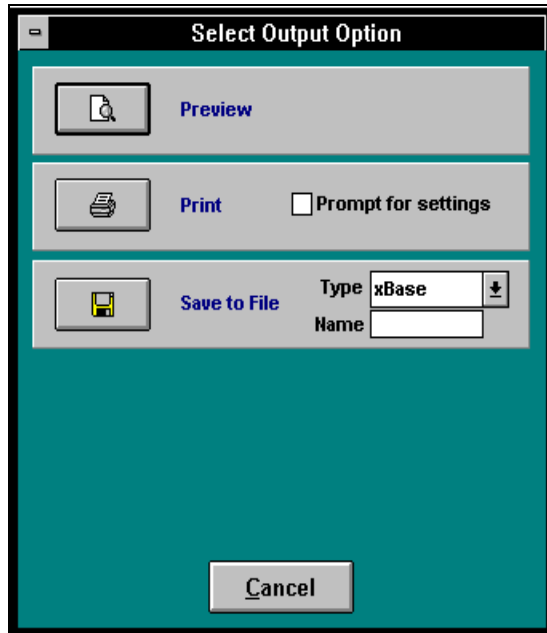 Select Output Option
Preview
Print Prompt for settings
Save to File Type xBase
Name
Cancel